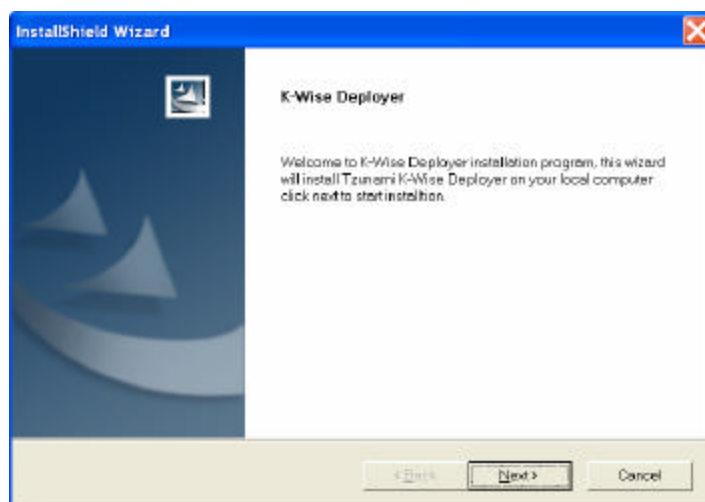 InstallShield Wizard
K-Wise Deployer
Welcome to K-Wise Deployer installation program, this wizard
will install Tzunami K-Wise Deployer on your local computer
click next to start installtion.
< Back
Next >
Cancel